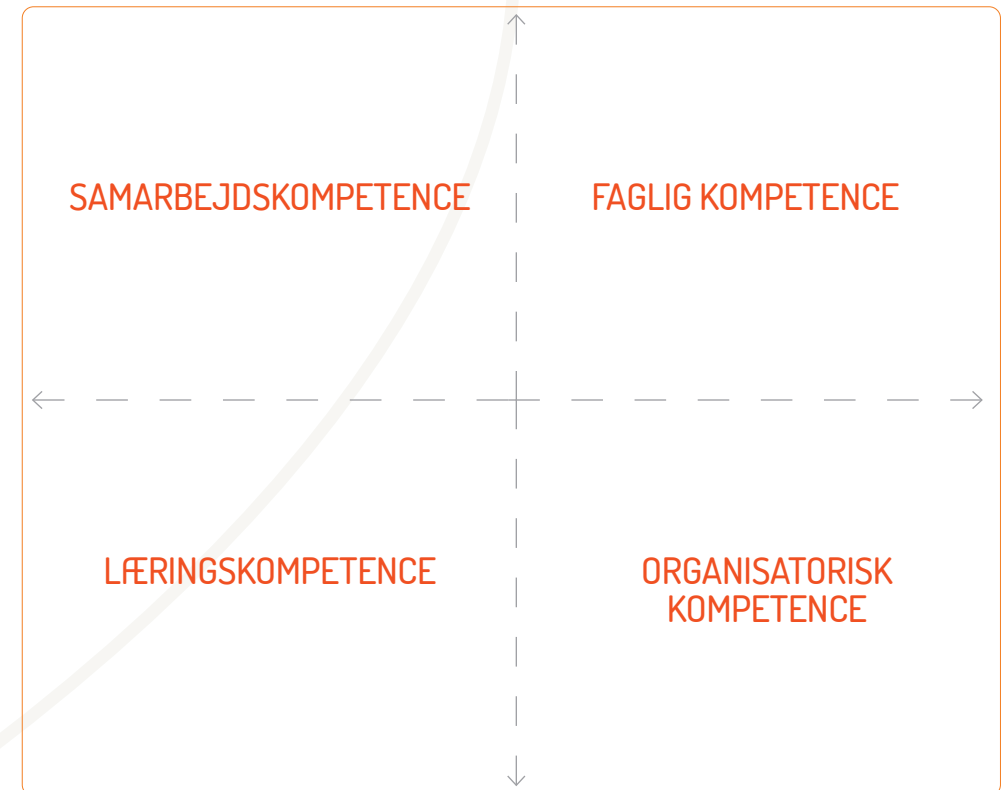 SAMARBEJDSKOMPETENCE
FAGLIG KOMPETENCE
LÆRINGSKOMPETENCE
ORGANISATORISK
KOMPETENCE